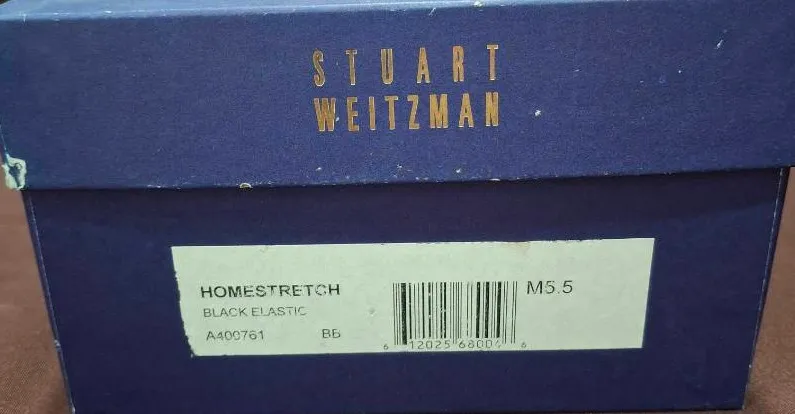 STUART
WEITZMAN
HOMESTRETCH
M5.5
BLACK ELASTIC
A400761 BB
6 12025 68004 6